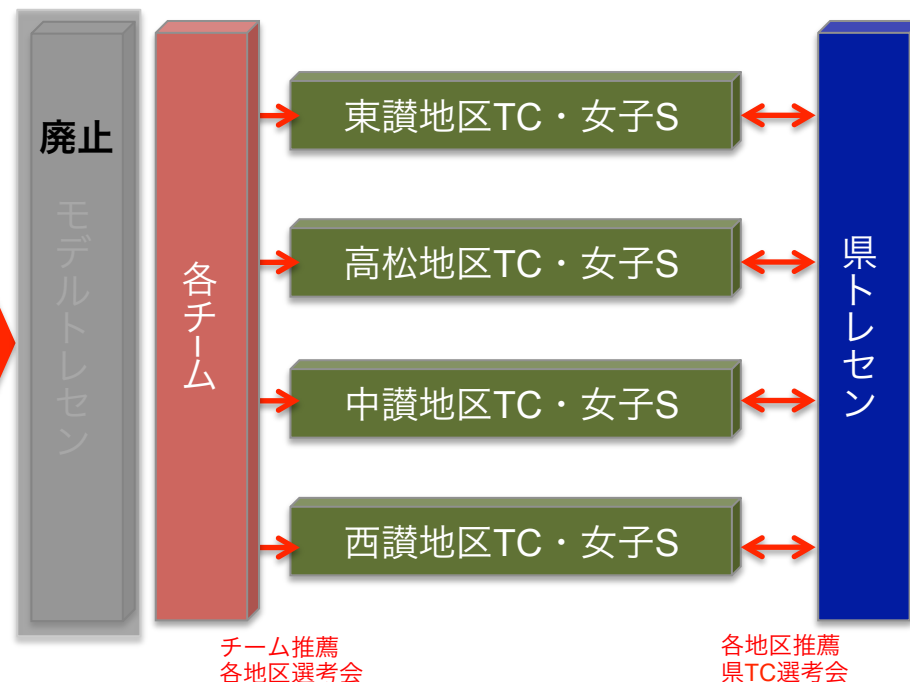 廃止
モデルトレセン
各チーム
東讃地区TC・女子S
高松地区TC・女子S
中讃地区TC・女子S
西讃地区TC・女子S
県トレセン
チーム推薦
各地区選考会
各地区推薦
県TC選考会